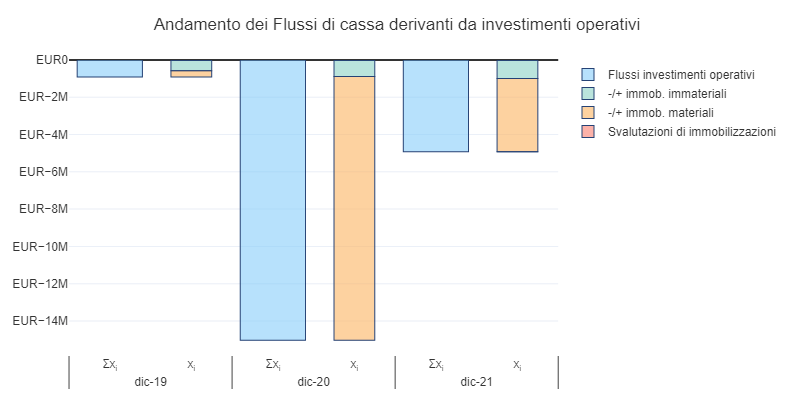 Andamento dei Flussi di cassa derivanti da investimenti operativi
EUR0
EUR−2M
EUR−4M
EUR−6M
EUR−8M
EUR−10M
EUR−12M
EUR−14M
Σxi xi Σxi xi Σxi xi
dic-19 dic-20 dic-21
Flussi investimenti operativi
-/+ immob. immateriali
-/+ immob. materiali
Svalutazioni di immobilizzazioni